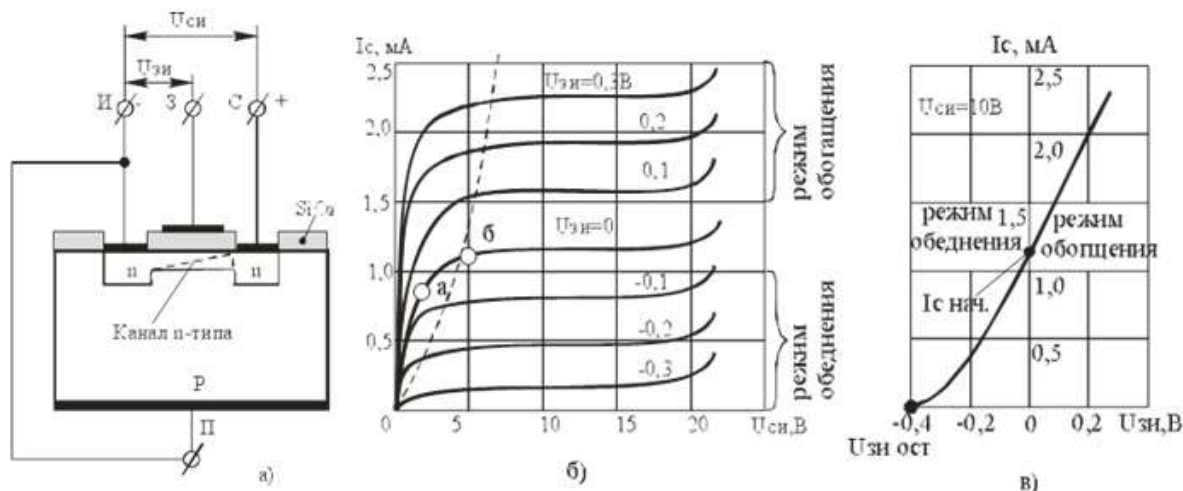 Uси
Uзи
И -
З
С +
SiO₂
n
n
Канал n-типа
Р
П
а)
Iс, мА
2,5
2,0
1,5
1,0
0,5
0
5
10
15
20
Uси,В
Uзи=0,3В
0,2
0,1
Uзи=0
-0,1
-0,2
-0,3
а
б
режим
обогащения
режим
обеднения
б)
Iс, мА
2,5
Uси=10В
2,0
режим 1,5
обеднения
режим
обопщения
1,0
Iс нач.
0,5
-0,4
-0,2
0
0,2
Uзи,В
Uзи ост
в)